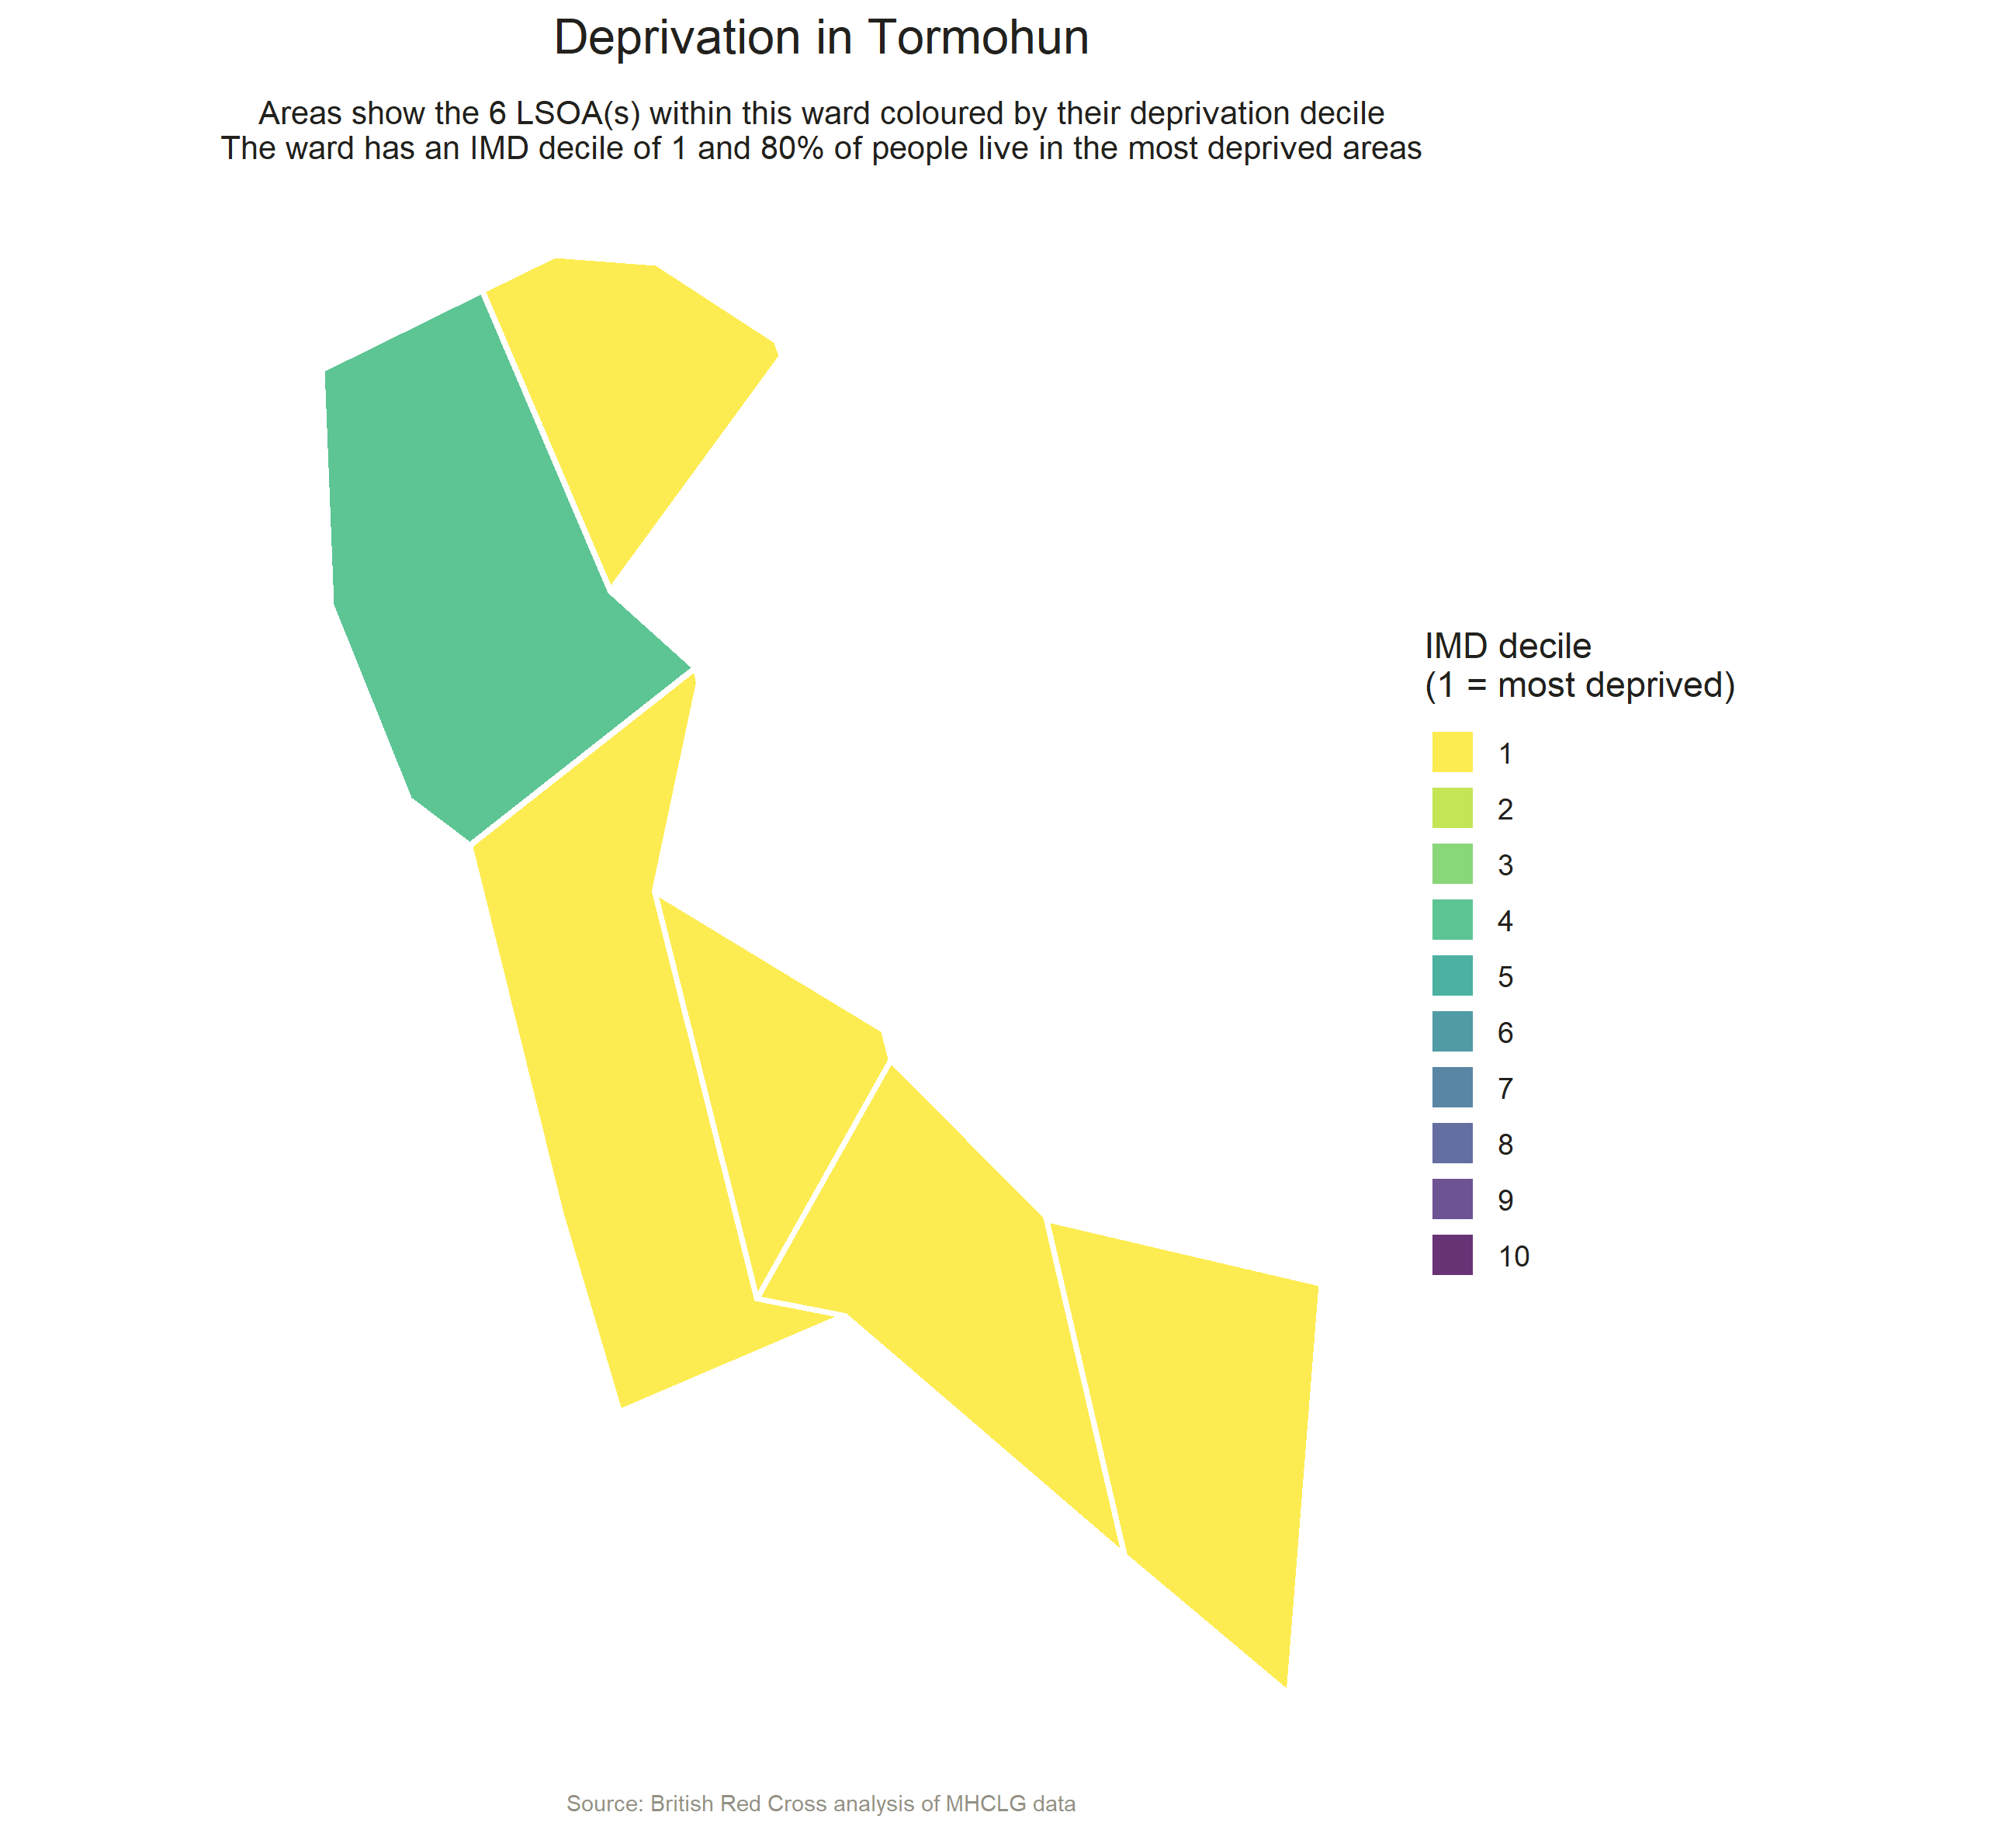 Deprivation in Tormohun
Areas show the 6 LSOA(s) within this ward coloured by their deprivation decile
The ward has an IMD decile of 1 and 80% of people live in the most deprived areas
IMD decile
(1 = most deprived)
1
2
3
4
5
6
7
8
9
10
Source: British Red Cross analysis of MHCLG data